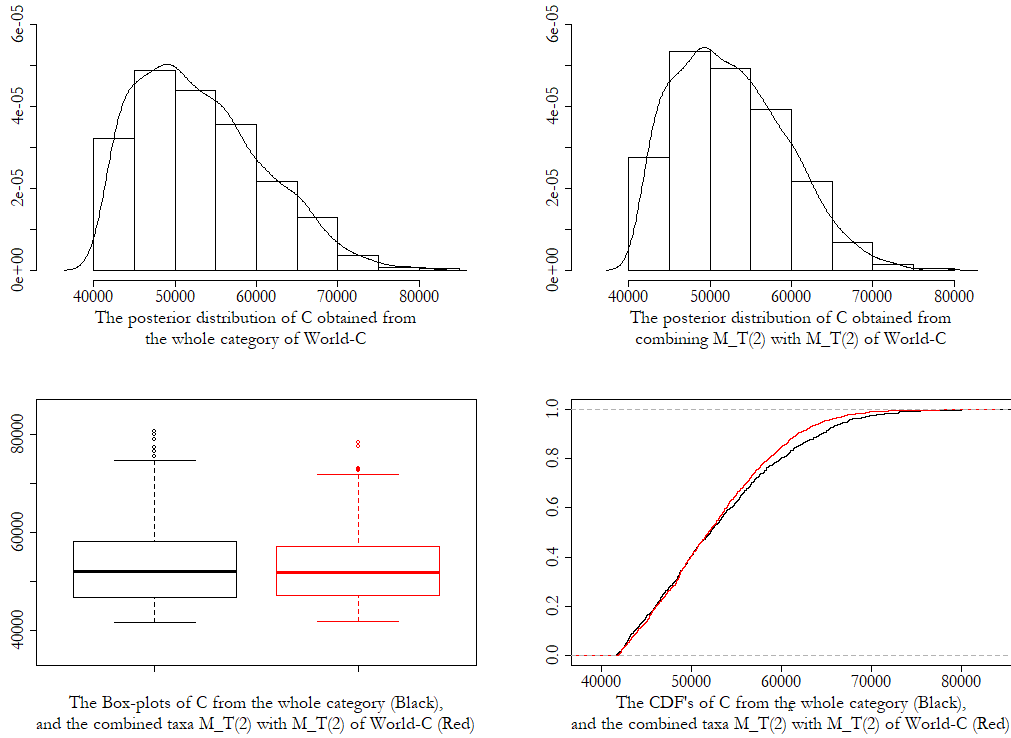 6e-05
4e-05
2e-05
0e+00
40000 50000 60000 70000 80000
The posterior distribution of C obtained from
the whole category of World-C
6e-05
4e-05
2e-05
0e+00
40000 50000 60000 70000 80000
The posterior distribution of C obtained from
combining M_T(2) with M_T(2) of World-C
80000
60000
40000
The Box-plots of C from the whole category (Black),
and the combined taxa M_T(2) with M_T(2) of World-C (Red)
1.0
0.8
0.6
0.4
0.2
0.0
40000 50000 60000 70000 80000
The CDF's of C from the whole category (Black),
and the combined taxa M_T(2) with M_T(2) of World-C (Red)